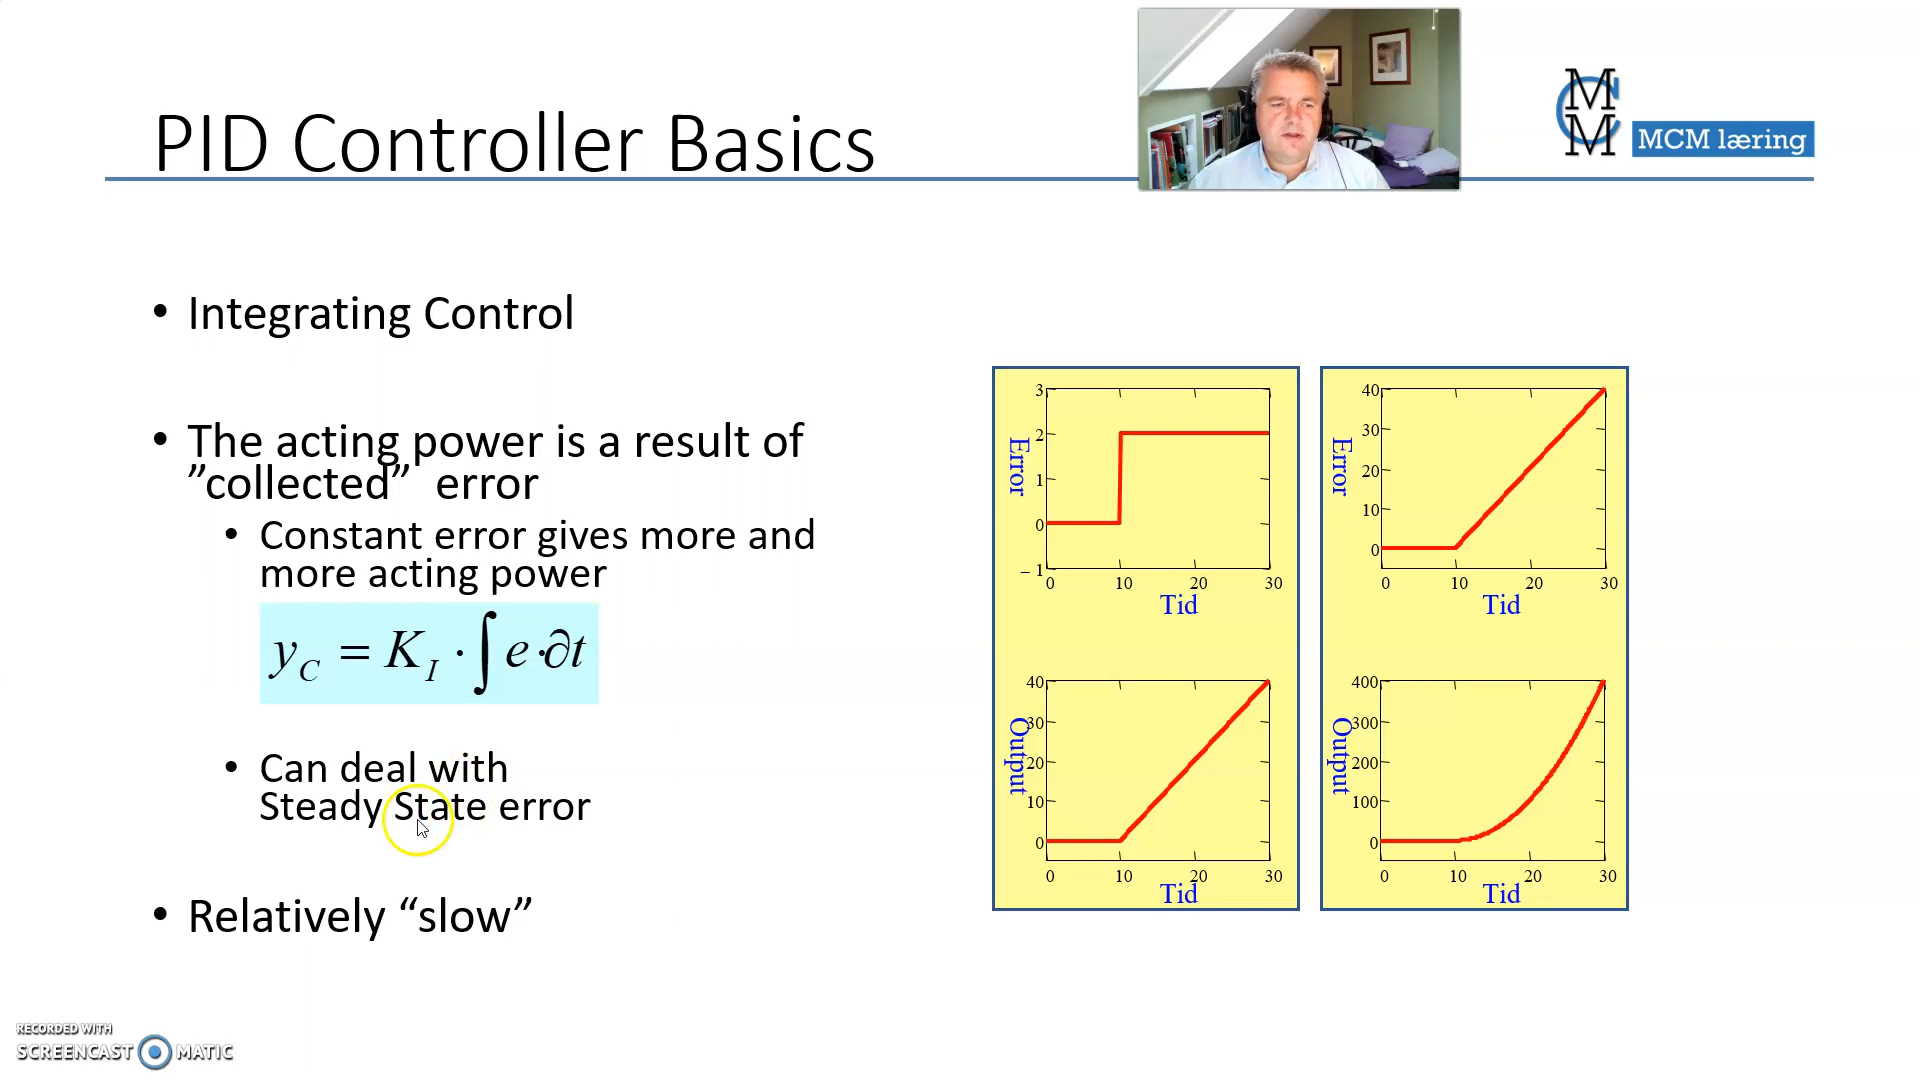 PID Controller Basics
MCM
MCM læring
• Integrating Control
• The acting power is a result of
”collected” error
• Constant error gives more and
more acting power
y_C = K_I · ∫ e·∂t
• Can deal with
Steady State error
• Relatively “slow”
Error
3
2
1
0
– 1
0 10 20 30
Tid
Error
40
30
20
10
0
0 10 20 30
Tid
Output
40
30
20
10
0
0 10 20 30
Tid
Output
400
300
200
100
0
0 10 20 30
Tid
RECORDED WITH
SCREENCAST MATIC